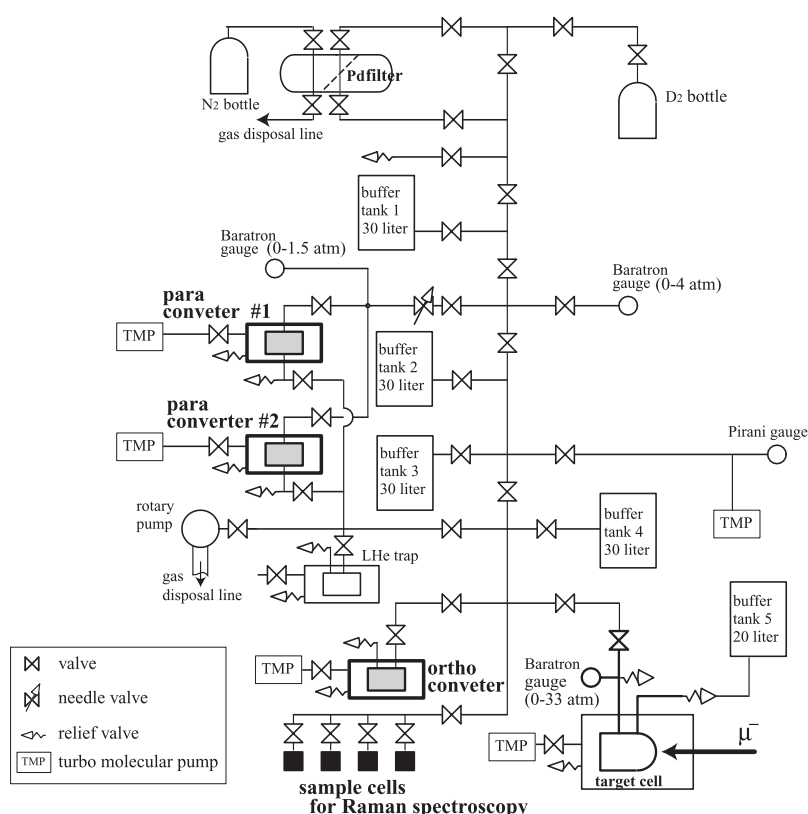 Pdfilter
N2 bottle
D2 bottle
gas disposal line
buffer
tank 1
30 liter
Baratron
gauge (0-1.5 atm)
Baratron
gauge (0-4 atm)
para
conveter #1
TMP
buffer
tank 2
30 liter
para
converter #2
TMP
Pirani gauge
buffer
tank 3
30 liter
TMP
rotary
pump
buffer
tank 4
30 liter
LHe trap
gas
disposal line
buffer
tank 5
20 liter
ortho
conveter
TMP
Baratron
gauge
(0-33 atm)
valve
needle valve
relief valve
TMP turbo molecular pump
TMP
μ−
target cell
sample cells
for Raman spectroscopy